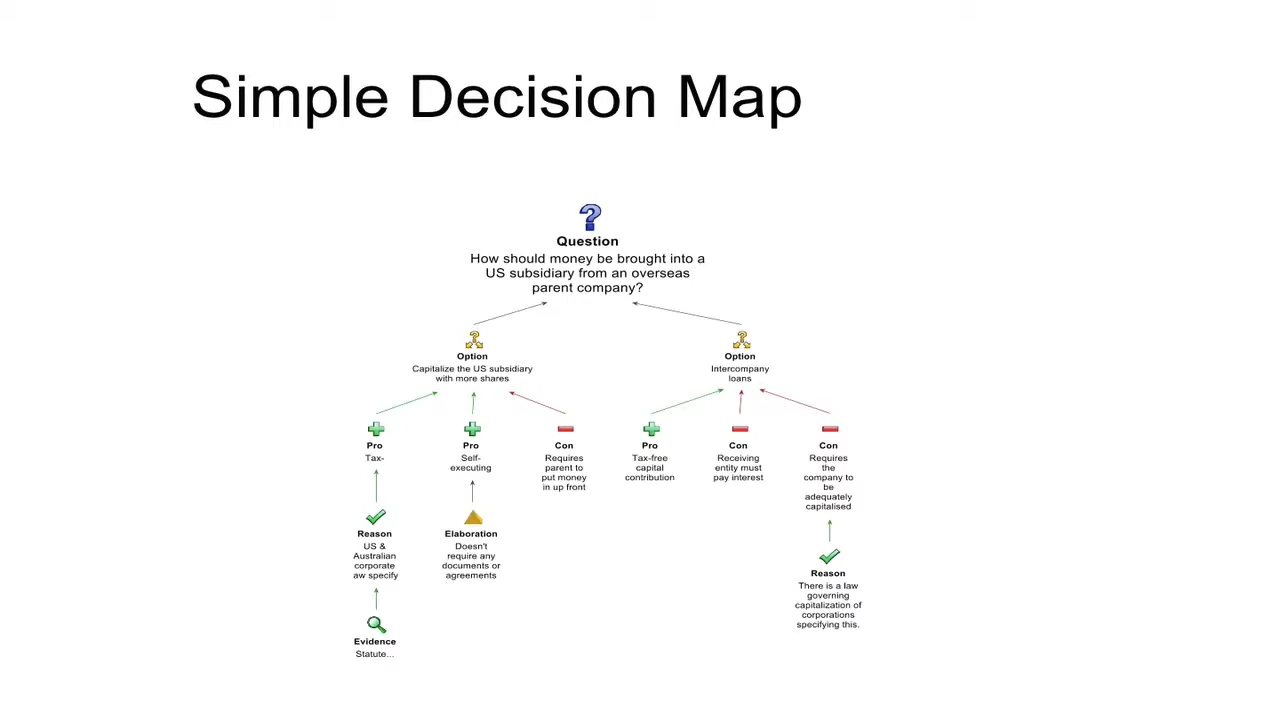 Simple Decision Map
Question
How should money be brought into a
US subsidiary from an overseas
parent company?
Option
Capitalize the US subsidiary
with more shares
Option
Intercompany
loans
Pro
Tax-
Pro
Self-
executing
Con
Requires
parent to
put money
in up front
Pro
Tax-free
capital
contribution
Con
Receiving
entity must
pay interest
Con
Requires
the
company to
be
adequately
capitalised
Reason
US &
Australian
corporate
aw specify
Elaboration
Doesn't
require any
documents or
agreements
Reason
There is a law
governing
capitalization of
corporations
specifying this.
Evidence
Statute...